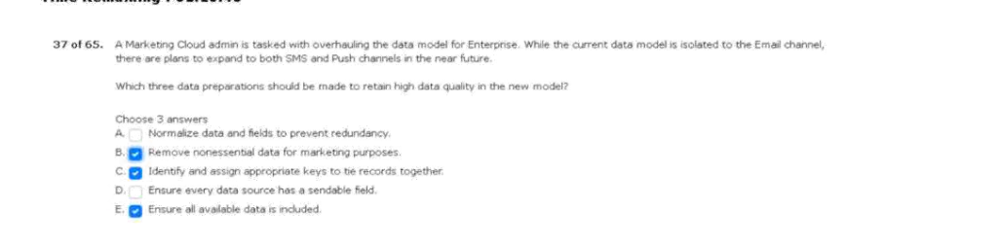 37 of 65. A Marketing Cloud admin is tasked with overhauling the data model for Enterprise. While the current data model is isolated to the Email channel,
there are plans to expand to both SMS and Push channels in the near future.
Which three data preparations should be made to retain high data quality in the new model?
Choose 3 answers
A. Normalize data and fields to prevent redundancy.
B. Remove nonessential data for marketing purposes.
C. Identify and assign appropriate keys to tie records together.
D. Ensure every data source has a sendable field.
E. Ensure all available data is included.